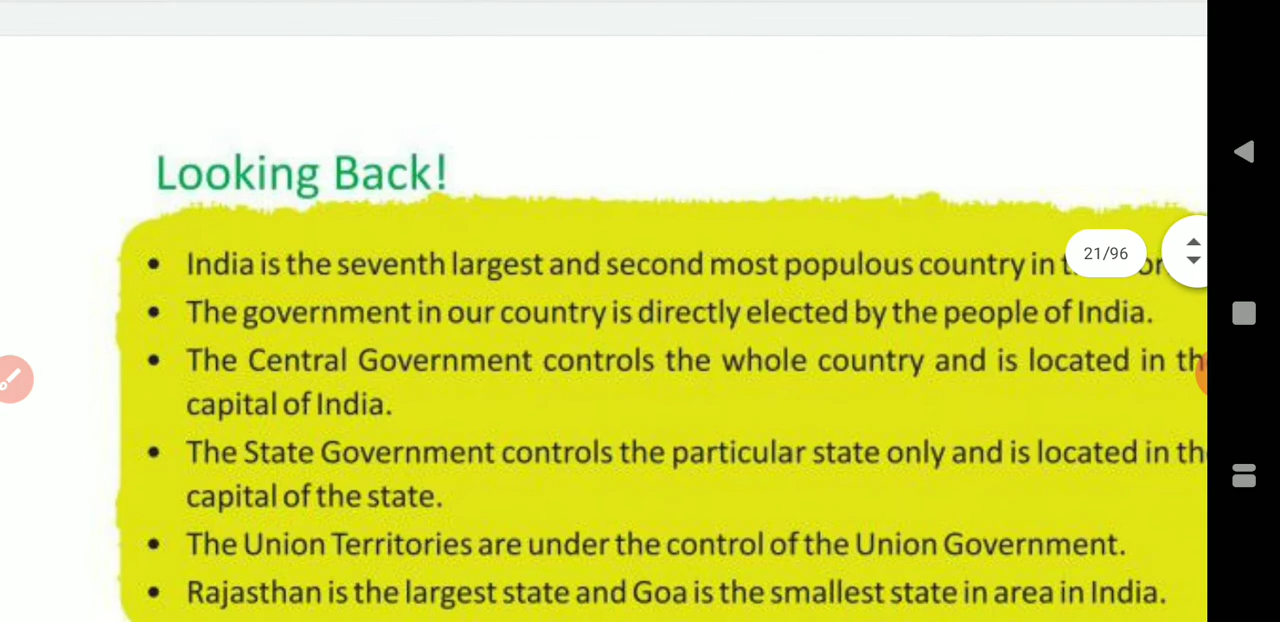 Looking Back!
• India is the seventh largest and second most populous country in
21/96
• The government in our country is directly elected by the people of India.
• The Central Government controls the whole country and is located in
capital of India.
• The State Government controls the particular state only and is located in
capital of the state.
• The Union Territories are under the control of the Union Government.
• Rajasthan is the largest state and Goa is the smallest state in area in India.